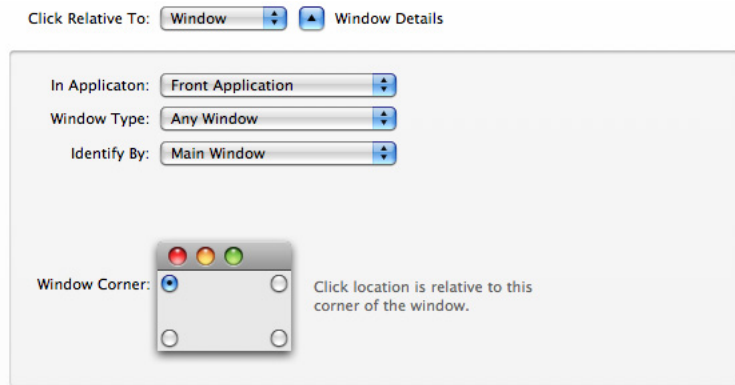 Click Relative To: Window Window Details
In Applicaton: Front Application
Window Type: Any Window
Identify By: Main Window
Window Corner: Click location is relative to this
corner of the window.